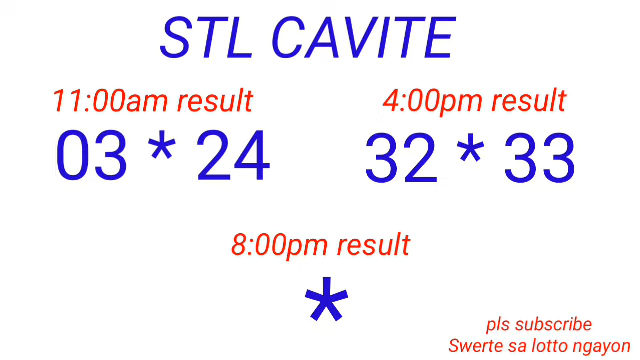 STL CAVITE
11:00am result
03 * 24
4:00pm result
32 * 33
8:00pm result
*
pls subscribe
Swerte sa lotto ngayon